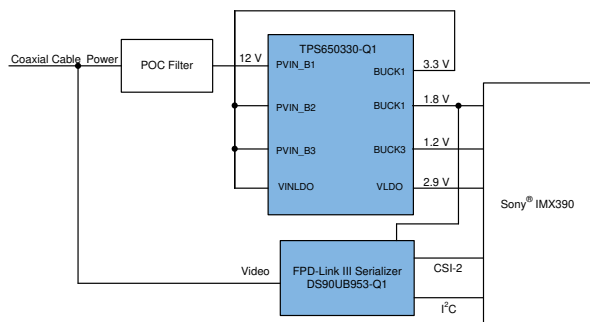 TPS650330-Q1
Coaxial Cable Power
POC Filter
12 V
PVIN_B1
BUCK1
3.3 V
PVIN_B2
BUCK1
1.8 V
PVIN_B3
BUCK3
1.2 V
VINLDO
VLDO
2.9 V
Sony® IMX390
Video
FPD-Link III Serializer
DS90UB953-Q1
CSI-2
I²C